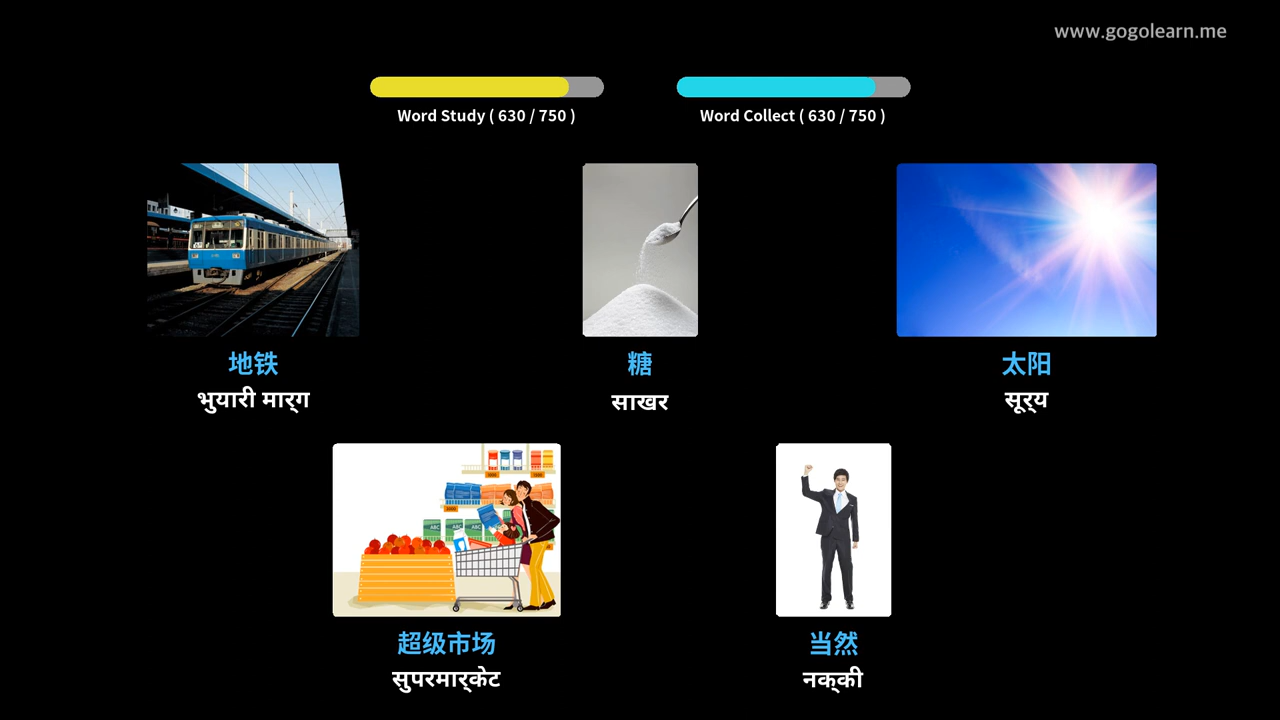 www.gogolearn.me
Word Study ( 630 / 750 )
Word Collect ( 630 / 750 )
地铁
भुयारी मार्ग
糖
साखर
太阳
सूर्य
超级市场
सुपरमार्केट
当然
नक्की